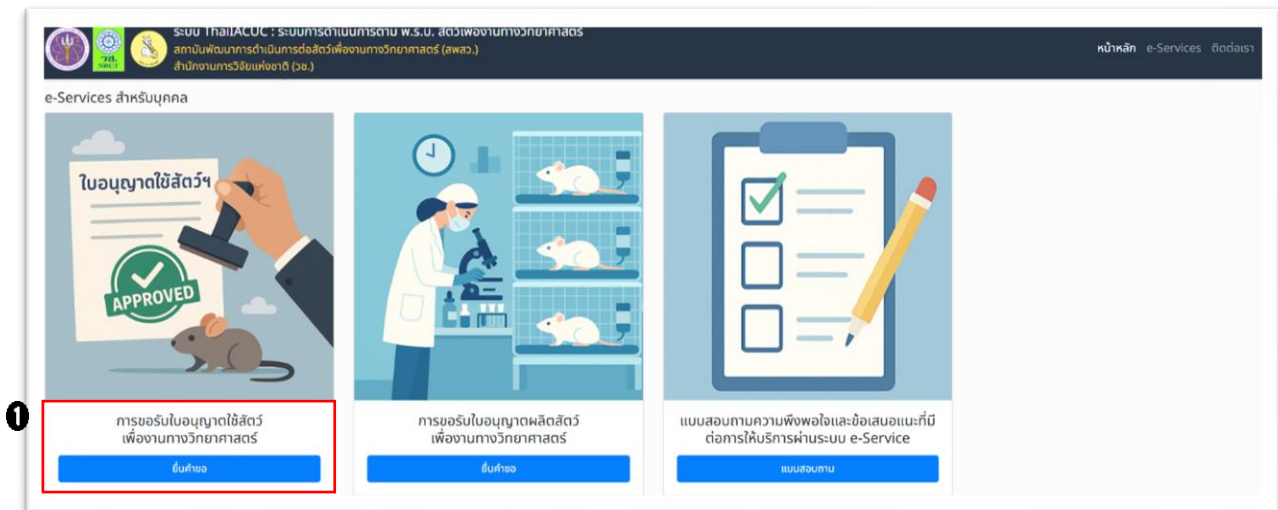 ระบบ ThaiIACUC : ระบบการดำเนินการตาม พ.ร.บ. สัตว์เพื่องานทางวิทยาศาสตร์
สถาบันพัฒนาการดำเนินการต่อสัตว์เพื่องานทางวิทยาศาสตร์ (สพสว.)
สำนักงานการวิจัยแห่งชาติ (วช.)
วช.
NRCT
หน้าหลัก e-Services ติดต่อเรา
e-Services สำหรับบุคคล
ใบอนุญาตใช้สัตว์ฯ
APPROVED
1
การขอรับใบอนุญาตใช้สัตว์
เพื่องานทางวิทยาศาสตร์
ยื่นคำขอ
การขอรับใบอนุญาตผลิตสัตว์
เพื่องานทางวิทยาศาสตร์
ยื่นคำขอ
แบบสอบถามความพึงพอใจและข้อเสนอแนะที่มี
ต่อการให้บริการผ่านระบบ e-Service
แบบสอบถาม